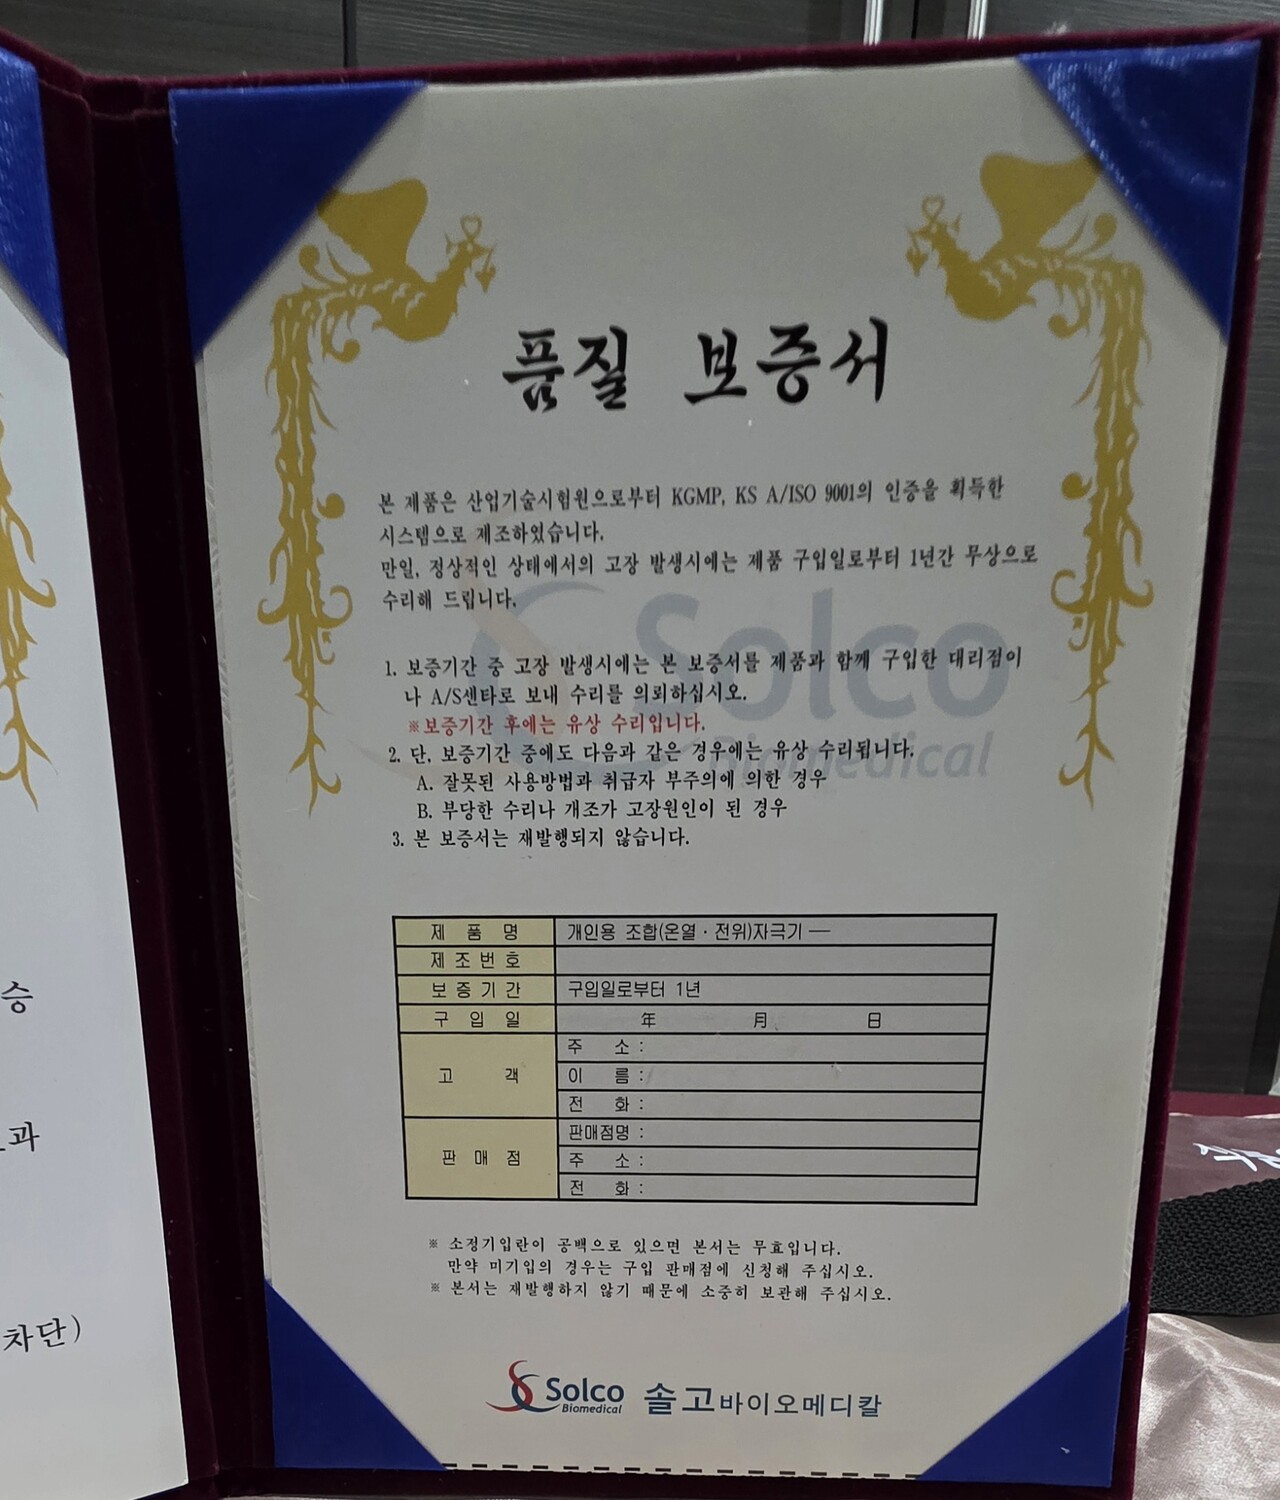 품질 보증서
본 제품은 산업기술시험원으로부터 KGMP, KS A/ISO 9001의 인증을 획득한
시스템으로 제조하였습니다.
만일, 정상적인 상태에서의 고장 발생시에는 제품 구입일로부터 1년간 무상으로
수리해 드립니다.
Solco
Biomedical
1. 보증기간 중 고장 발생시에는 본 보증서를 제품과 함께 구입한 대리점이
나 A/S센타로 보내 수리를 의뢰하십시오.
※보증기간 후에는 유상 수리입니다.
2. 단, 보증기간 중에도 다음과 같은 경우에는 유상 수리됩니다.
A. 잘못된 사용방법과 취급자 부주의에 의한 경우
B. 부당한 수리나 개조가 고장원인이 된 경우
3. 본 보증서는 재발행되지 않습니다.
제 품 명 개인용 조합(온열·전위)자극기 —
제 조 번 호
보 증 기 간 구입일로부터 1년
구 입 일 年 月 日
고 객
주 소 :
이 름 :
전 화 :
판 매 점
판매점명 :
주 소 :
전 화 :
※ 소정기입란이 공백으로 있으면 본서는 무효입니다.
만약 미기입의 경우는 구입 판매점에 신청해 주십시오.
※ 본서는 재발행하지 않기 때문에 소중히 보관해 주십시오.
Solco
Biomedical
솔고바이오메디칼
승
과
차단)